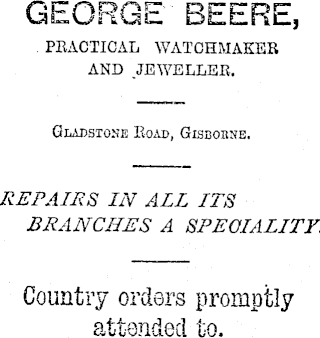 GEORGE BEERE,
PRACTICAL WATCHMAKER
AND JEWELLER.
GLADSTONE ROAD, GISBORNE.
REPAIRS IN ALL ITS
BRANCHES A SPECIALITY.
Country orders promptly
attended to.